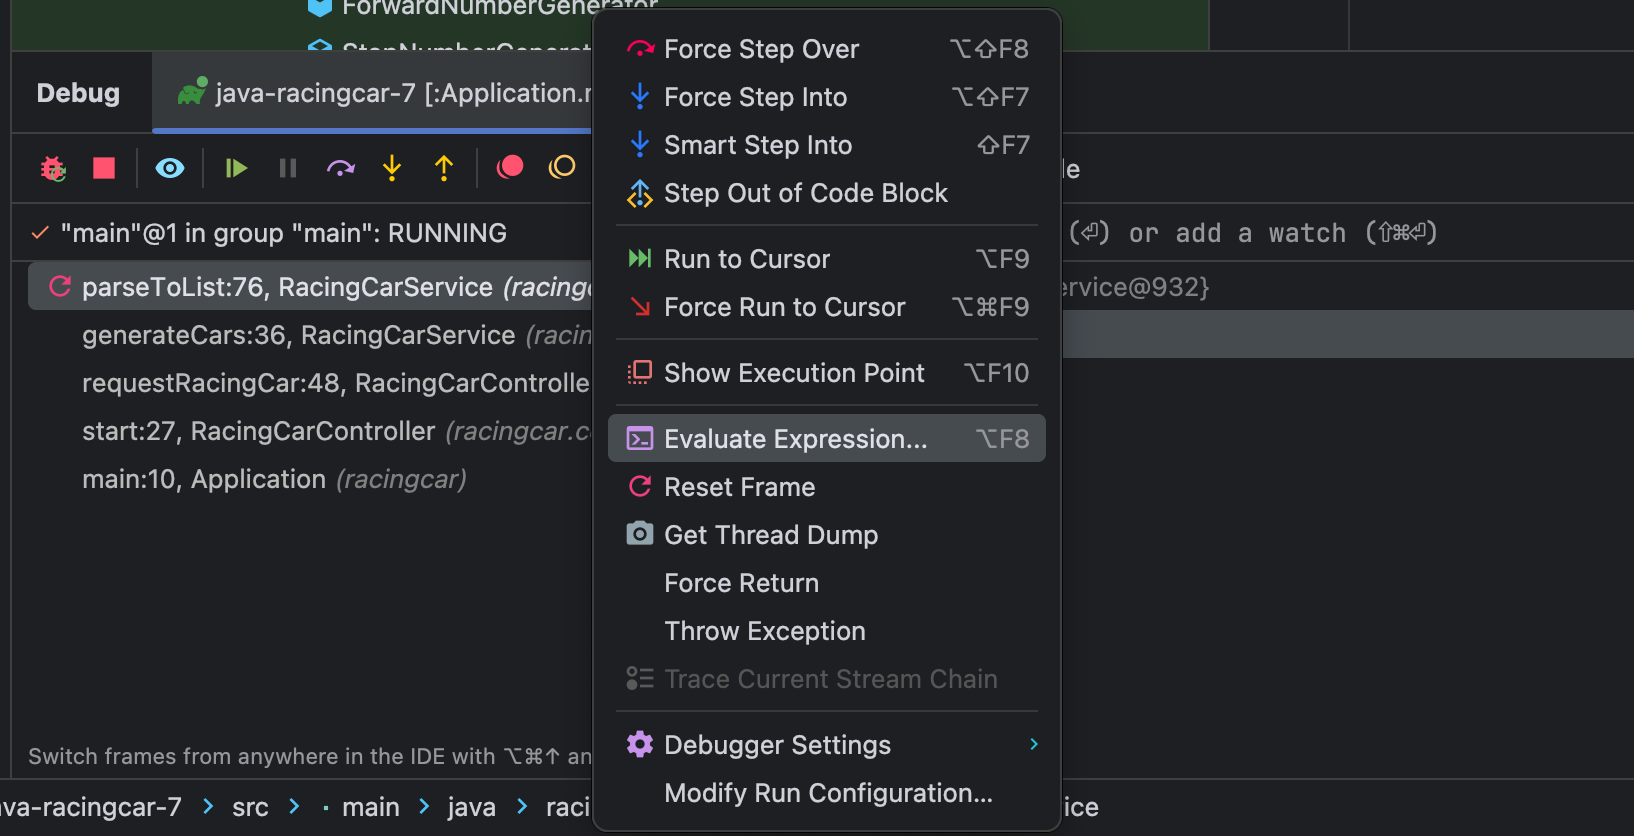 ForwardNumberGenerator
Debug
java-racingcar-7 [:Application.
"main"@1 in group "main": RUNNING
parseToList:76, RacingCarService (racing
generateCars:36, RacingCarService (racin
requestRacingCar:48, RacingCarControlle
start:27, RacingCarController (racingcar.c
main:10, Application (racingcar)
Switch frames from anywhere in the IDE with ⌥⌘↑ an
Force Step Over ⌥⇧F8
Force Step Into ⌥⇧F7
Smart Step Into ⇧F7
Step Out of Code Block
Run to Cursor ⌥F9
Force Run to Cursor ⌥⌘F9
Show Execution Point ⌥F10
Evaluate Expression... ⌥F8
Reset Frame
Get Thread Dump
Force Return
Throw Exception
Trace Current Stream Chain
Debugger Settings
Modify Run Configuration...
le
(⏎) or add a watch (⇧⌘⏎)
ervice@932}
va-racingcar-7 > src > main > java > raci
ice